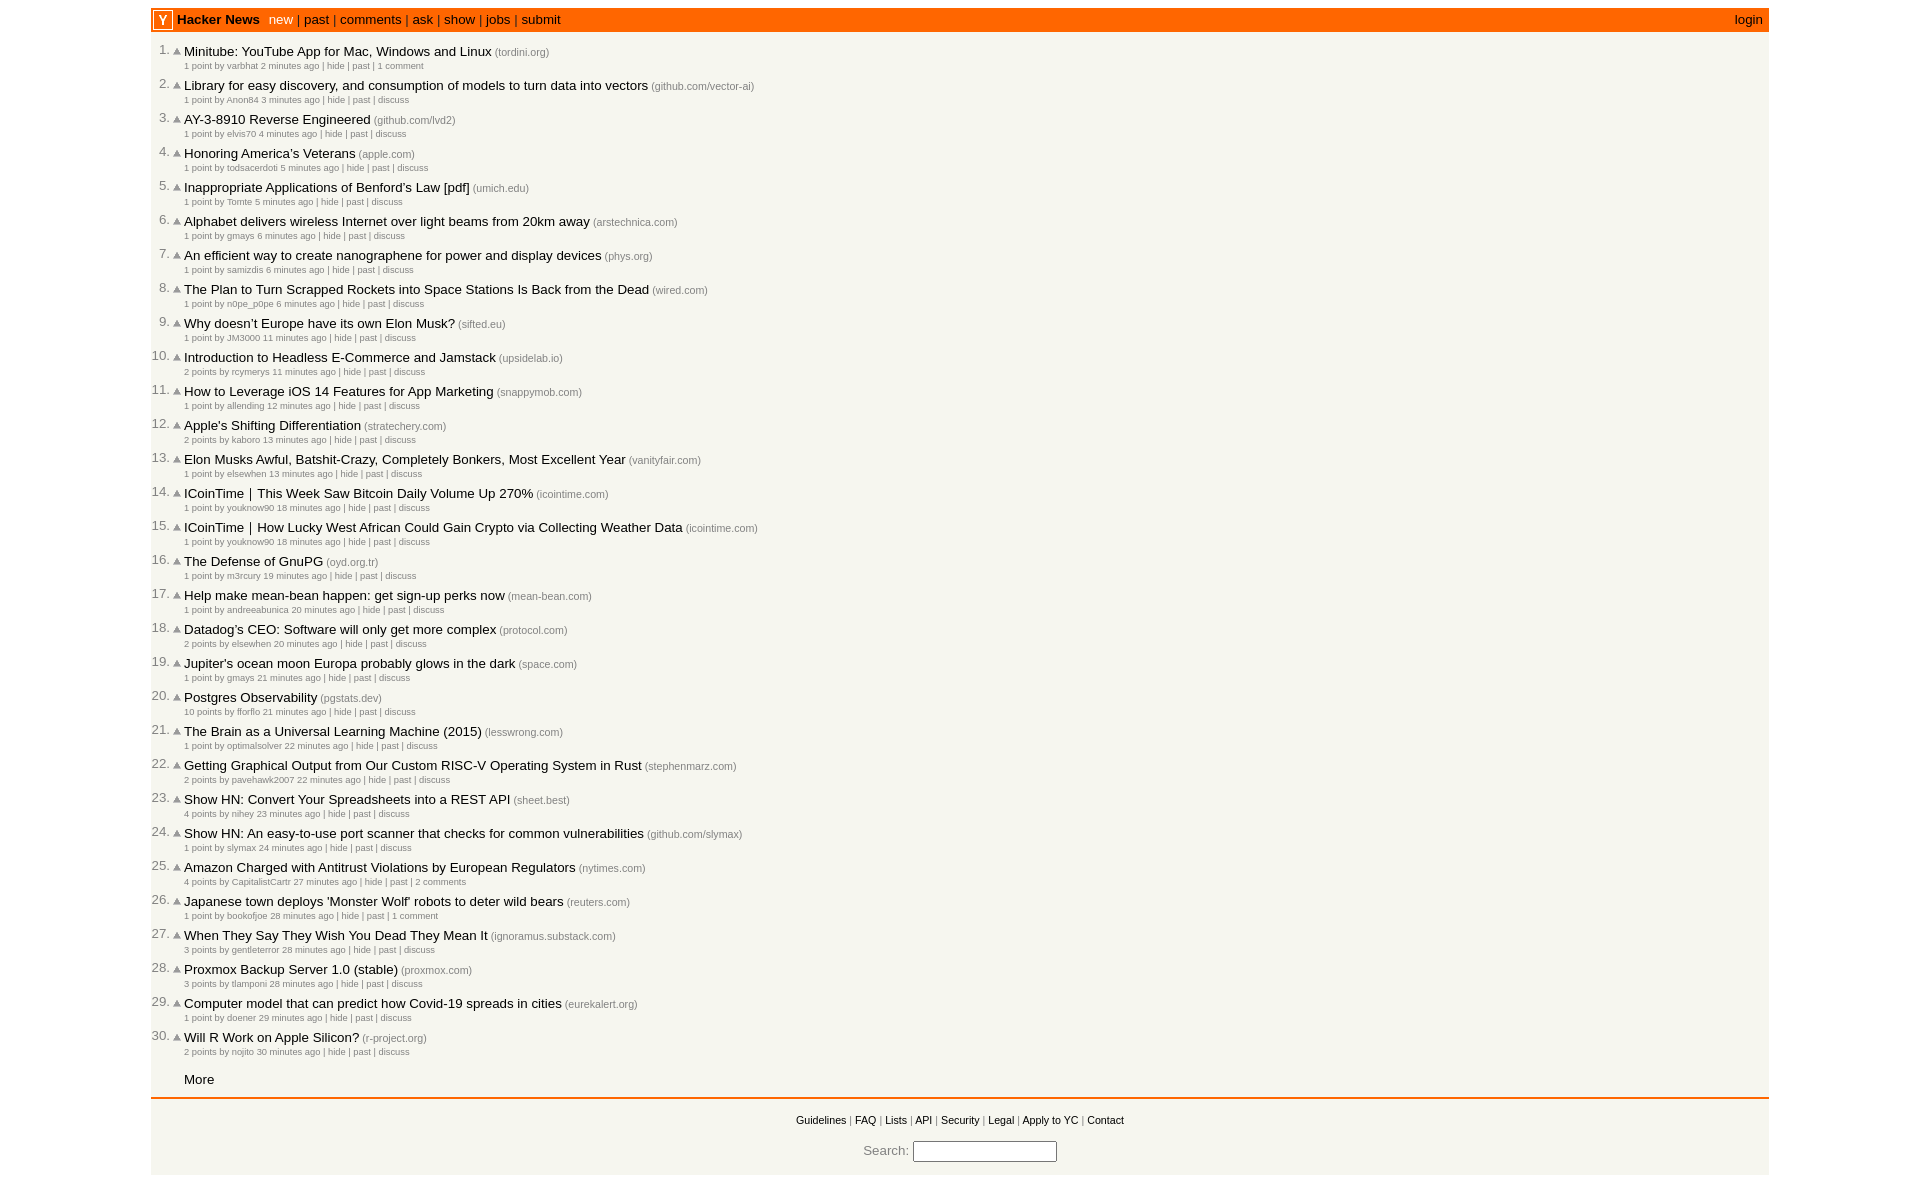 Y Hacker News new | past | comments | ask | show | jobs | submit login
1. Minitube: YouTube App for Mac, Windows and Linux (tordini.org)
1 point by varbhat 2 minutes ago | hide | past | 1 comment
2. Library for easy discovery, and consumption of models to turn data into vectors (github.com/vector-ai)
1 point by Anon84 3 minutes ago | hide | past | discuss
3. AY-3-8910 Reverse Engineered (github.com/lvd2)
1 point by elvis70 4 minutes ago | hide | past | discuss
4. Honoring America’s Veterans (apple.com)
1 point by todsacerdoti 5 minutes ago | hide | past | discuss
5. Inappropriate Applications of Benford’s Law [pdf] (umich.edu)
1 point by Tomte 5 minutes ago | hide | past | discuss
6. Alphabet delivers wireless Internet over light beams from 20km away (arstechnica.com)
1 point by gmays 6 minutes ago | hide | past | discuss
7. An efficient way to create nanographene for power and display devices (phys.org)
1 point by samizdis 6 minutes ago | hide | past | discuss
8. The Plan to Turn Scrapped Rockets into Space Stations Is Back from the Dead (wired.com)
1 point by n0pe_p0pe 6 minutes ago | hide | past | discuss
9. Why doesn’t Europe have its own Elon Musk? (sifted.eu)
1 point by JM3000 11 minutes ago | hide | past | discuss
10. Introduction to Headless E-Commerce and Jamstack (upsidelab.io)
2 points by rcymerys 11 minutes ago | hide | past | discuss
11. How to Leverage iOS 14 Features for App Marketing (snappymob.com)
1 point by allending 12 minutes ago | hide | past | discuss
12. Apple's Shifting Differentiation (stratechery.com)
2 points by kaboro 13 minutes ago | hide | past | discuss
13. Elon Musks Awful, Batshit-Crazy, Completely Bonkers, Most Excellent Year (vanityfair.com)
1 point by elsewhen 13 minutes ago | hide | past | discuss
14. ICoinTime｜This Week Saw Bitcoin Daily Volume Up 270% (icointime.com)
1 point by youknow90 18 minutes ago | hide | past | discuss
15. ICoinTime｜How Lucky West African Could Gain Crypto via Collecting Weather Data (icointime.com)
1 point by youknow90 18 minutes ago | hide | past | discuss
16. The Defense of GnuPG (oyd.org.tr)
1 point by m3rcury 19 minutes ago | hide | past | discuss
17. Help make mean-bean happen: get sign-up perks now (mean-bean.com)
1 point by andreeabunica 20 minutes ago | hide | past | discuss
18. Datadog’s CEO: Software will only get more complex (protocol.com)
2 points by elsewhen 20 minutes ago | hide | past | discuss
19. Jupiter's ocean moon Europa probably glows in the dark (space.com)
1 point by gmays 21 minutes ago | hide | past | discuss
20. Postgres Observability (pgstats.dev)
10 points by fforflo 21 minutes ago | hide | past | discuss
21. The Brain as a Universal Learning Machine (2015) (lesswrong.com)
1 point by optimalsolver 22 minutes ago | hide | past | discuss
22. Getting Graphical Output from Our Custom RISC-V Operating System in Rust (stephenmarz.com)
2 points by pavehawk2007 22 minutes ago | hide | past | discuss
23. Show HN: Convert Your Spreadsheets into a REST API (sheet.best)
4 points by nihey 23 minutes ago | hide | past | discuss
24. Show HN: An easy-to-use port scanner that checks for common vulnerabilities (github.com/slymax)
1 point by slymax 24 minutes ago | hide | past | discuss
25. Amazon Charged with Antitrust Violations by European Regulators (nytimes.com)
4 points by CapitalistCartr 27 minutes ago | hide | past | 2 comments
26. Japanese town deploys 'Monster Wolf' robots to deter wild bears (reuters.com)
1 point by bookofjoe 28 minutes ago | hide | past | 1 comment
27. When They Say They Wish You Dead They Mean It (ignoramus.substack.com)
3 points by gentleterror 28 minutes ago | hide | past | discuss
28. Proxmox Backup Server 1.0 (stable) (proxmox.com)
3 points by tlamponi 28 minutes ago | hide | past | discuss
29. Computer model that can predict how Covid-19 spreads in cities (eurekalert.org)
1 point by doener 29 minutes ago | hide | past | discuss
30. Will R Work on Apple Silicon? (r-project.org)
2 points by nojito 30 minutes ago | hide | past | discuss
More
Guidelines | FAQ | Lists | API | Security | Legal | Apply to YC | Contact
Search: